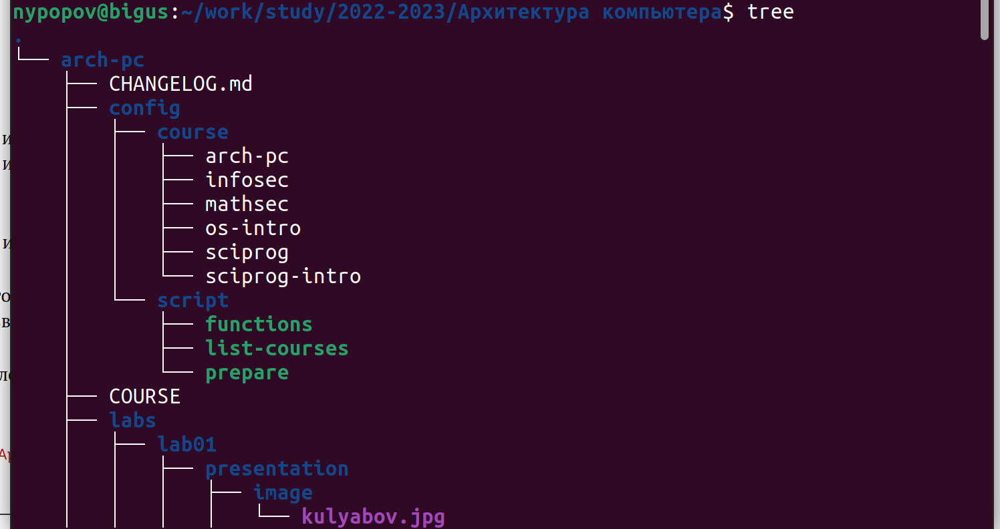 nypopov@bigus:~/work/study/2022-2023/Архитектура компьютера$ tree
.
└── arch-pc
    ├── CHANGELOG.md
    ├── config
    │   ├── course
    │   │   ├── arch-pc
    │   │   ├── infosec
    │   │   ├── mathsec
    │   │   ├── os-intro
    │   │   ├── sciprog
    │   │   └── sciprog-intro
    │   └── script
    │       ├── functions
    │       ├── list-courses
    │       └── prepare
    ├── COURSE
    ├── labs
    │   ├── lab01
    │   │   ├── presentation
    │   │   │   ├── image
    │   │   │   │   └── kulyabov.jpg